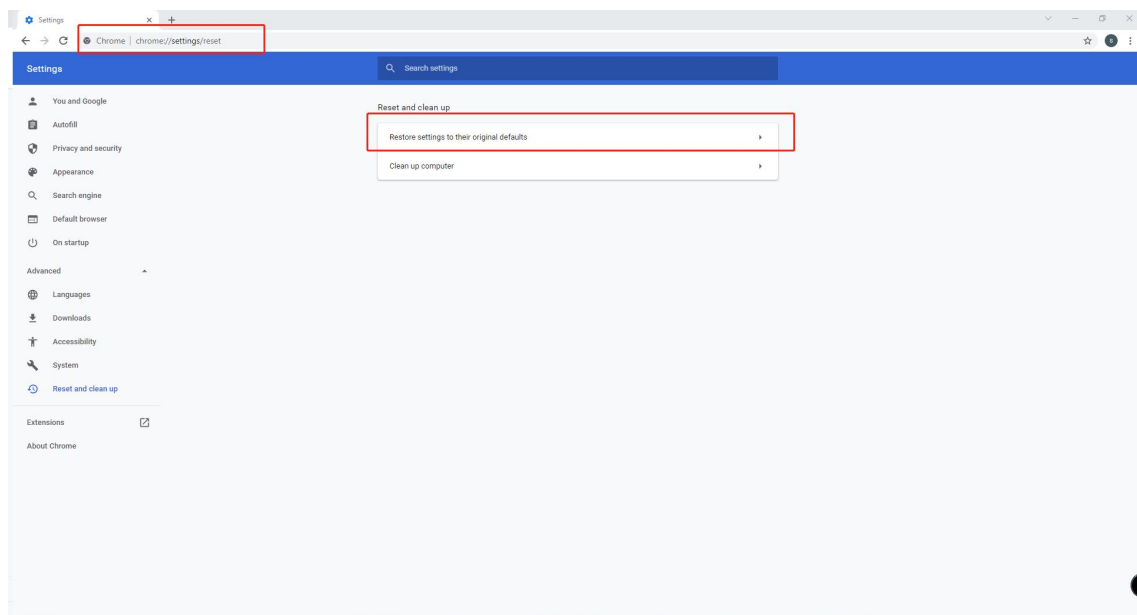 Settings
Chrome | chrome://settings/reset
S
Settings
Search settings
You and Google
Autofill
Privacy and security
Appearance
Search engine
Default browser
On startup
Advanced
Languages
Downloads
Accessibility
System
Reset and clean up
Extensions
About Chrome
Reset and clean up
Restore settings to their original defaults
Clean up computer